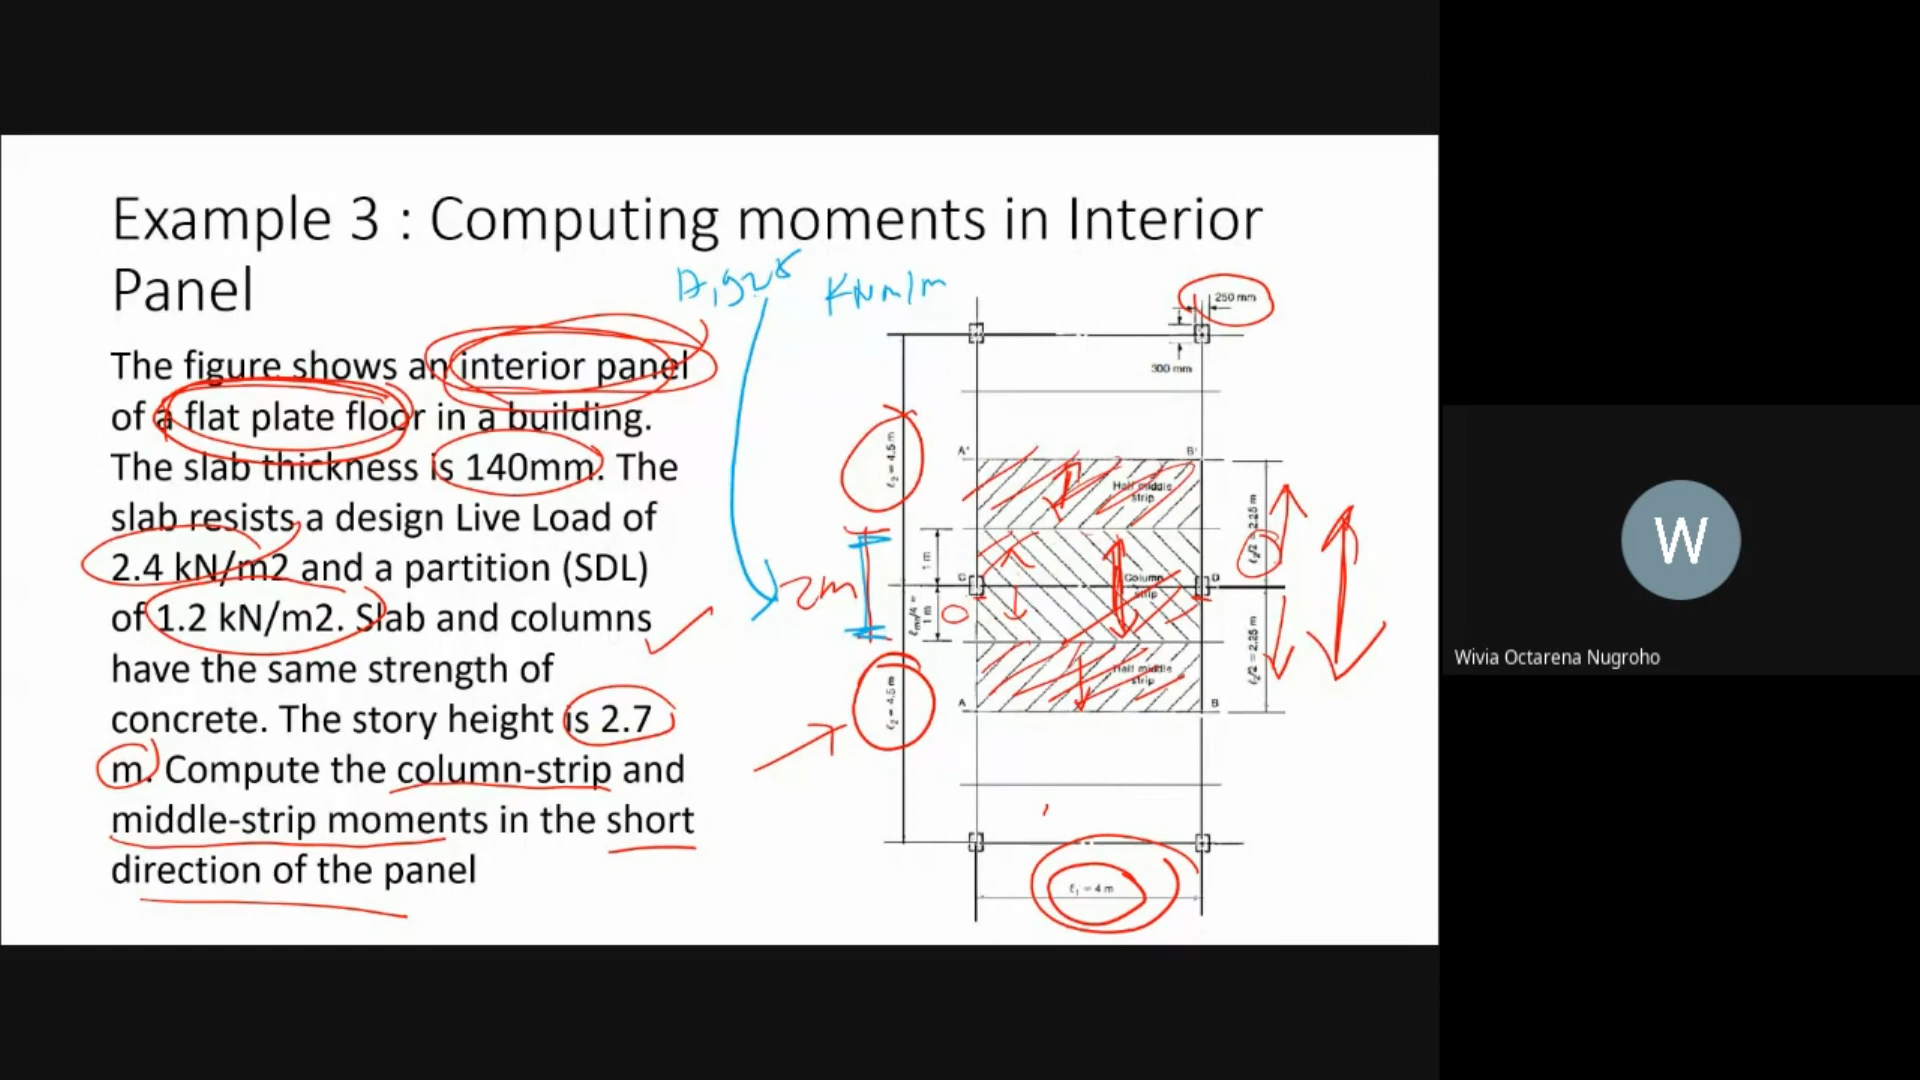 Example 3 : Computing moments in Interior
Panel
KNm/m
The figure shows an interior panel
of a flat plate floor in a building.
The slab thickness is 140mm. The
slab resists a design Live Load of
2.4 kN/m2 and a partition (SDL)
of 1.2 kN/m2. Slab and columns
have the same strength of
concrete. The story height is 2.7
m. Compute the column-strip and
middle-strip moments in the short
direction of the panel
250 mm
300 mm
ℓ2 = 4.5 m
A'
B'
Half middle
strip
ℓ2/2 = 2.25 m
1 m
2m
C
Column
strip
D
1 m
ℓ2/2 = 2.25 m
Half middle
strip
ℓ2 = 4.5 m
A
B
ℓ1 = 4 m
W
Wivia Octarena Nugroho